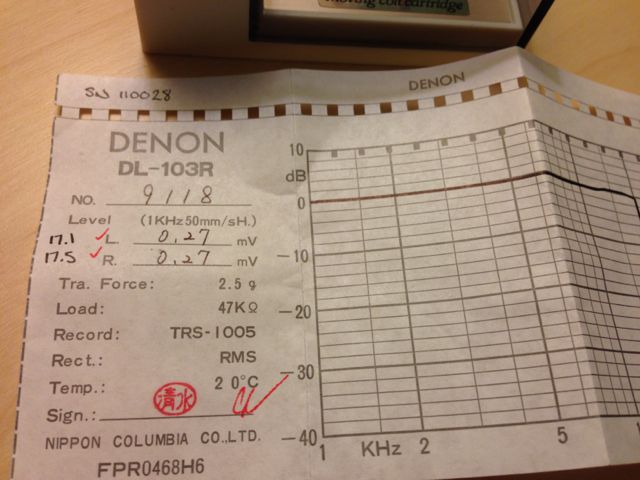 Moving coil cartridge
SN 110028
DENON
DENON
DL-103R
NO. 9118
Level (1KHz50mm/sH.)
17.1 ✓ L. 0.27 mV
17.5 ✓ R. 0.27 mV
Tra. Force: 2.5 g
Load: 47KΩ
Record: TRS-1005
Rect.: RMS
Temp.: 20°C
Sign.: 清水
NIPPON COLUMBIA CO.,LTD.
FPR0468H6
10
dB
0
-10
-20
-30
-40
1 KHz 2 5 1